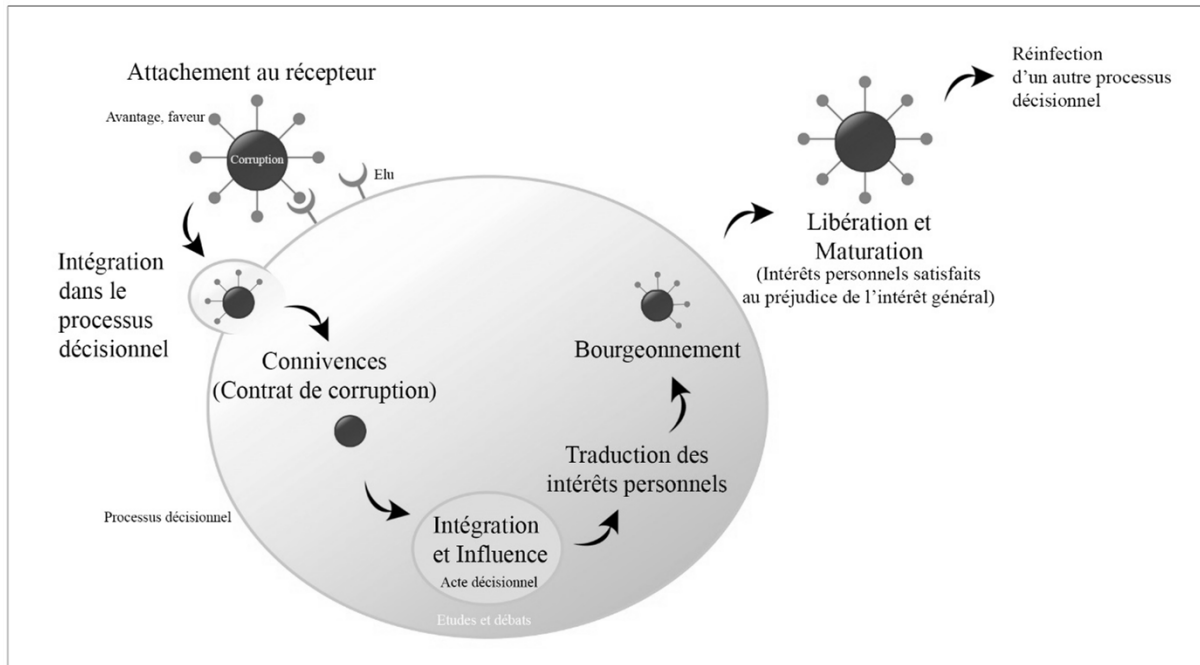 Attachement au récepteur
Avantage, faveur
Corruption
Elu
Intégration
dans le
processus
décisionnel
Connivences
(Contrat de corruption)
Processus décisionnel
Intégration
et Influence
Acte décisionnel
Etudes et débats
Traduction des
intérêts personnels
Bourgeonnement
Libération et
Maturation
(Intérêts personnels satisfaits
au préjudice de l'intérêt général)
Réinfection
d'un autre processus
décisionnel